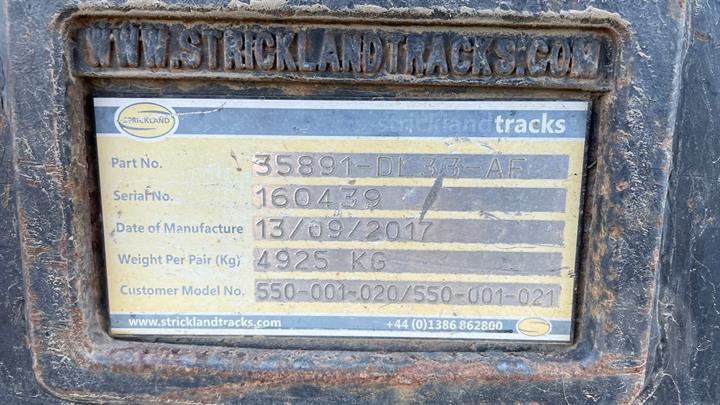 WWW.STRICKLANDTRACKS.COM
STRICKLAND
stricklandtracks
Part No. 35891-DL33-AF
Serial No. 160439
Date of Manufacture 13/09/2017
Weight Per Pair (Kg) 4925 KG
Customer Model No. 550-001-020/550-001-021
www.stricklandtracks.com +44 (0)1386 862800